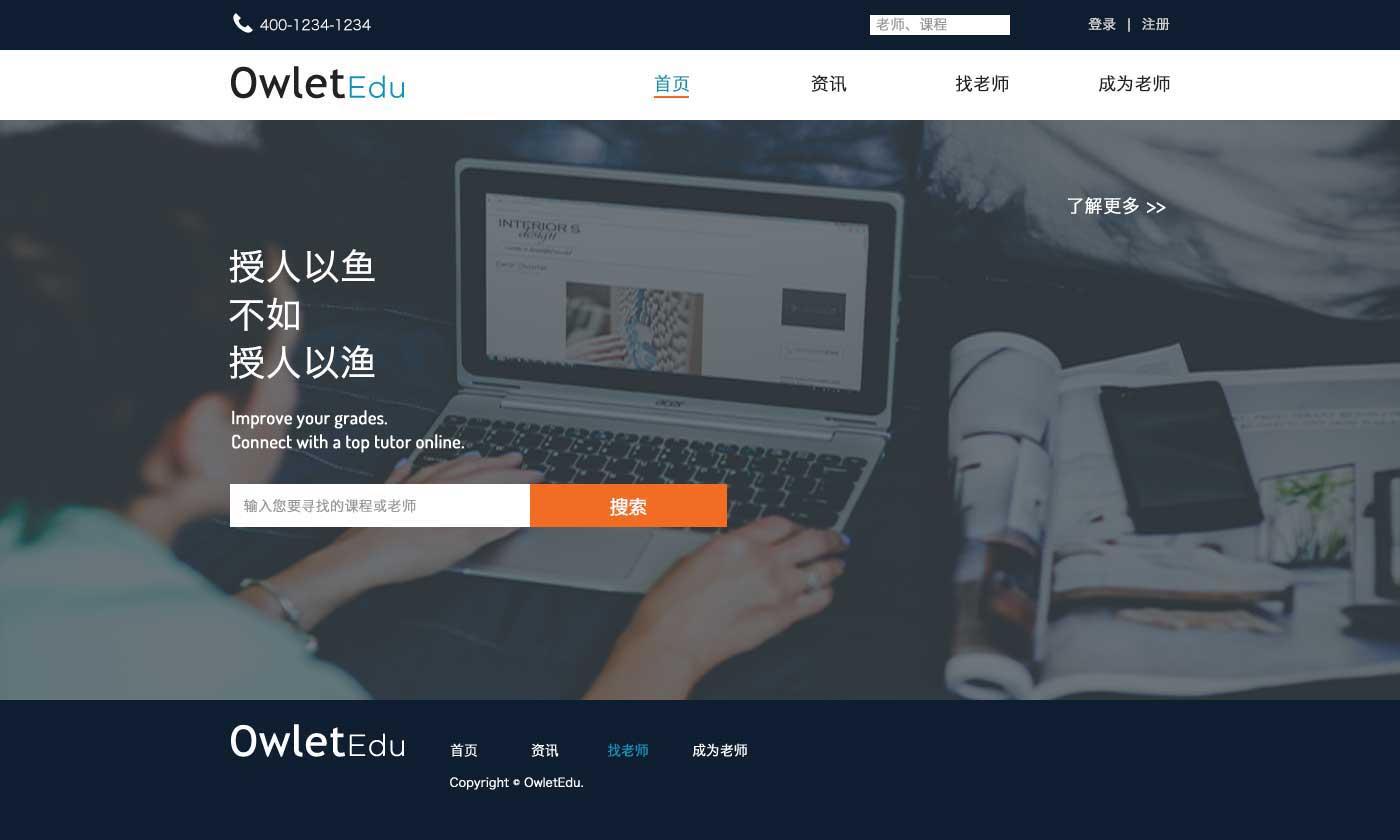 400-1234-1234
老师、课程
登录 | 注册
OwletEdu
首页 资讯 找老师 成为老师
了解更多 >>
INTERIORS
design
授人以鱼
不如
授人以渔
acer
Improve your grades.
Connect with a top tutor online.
输入您要寻找的课程或老师
搜索
OwletEdu
首页 资讯 找老师 成为老师
Copyright © OwletEdu.